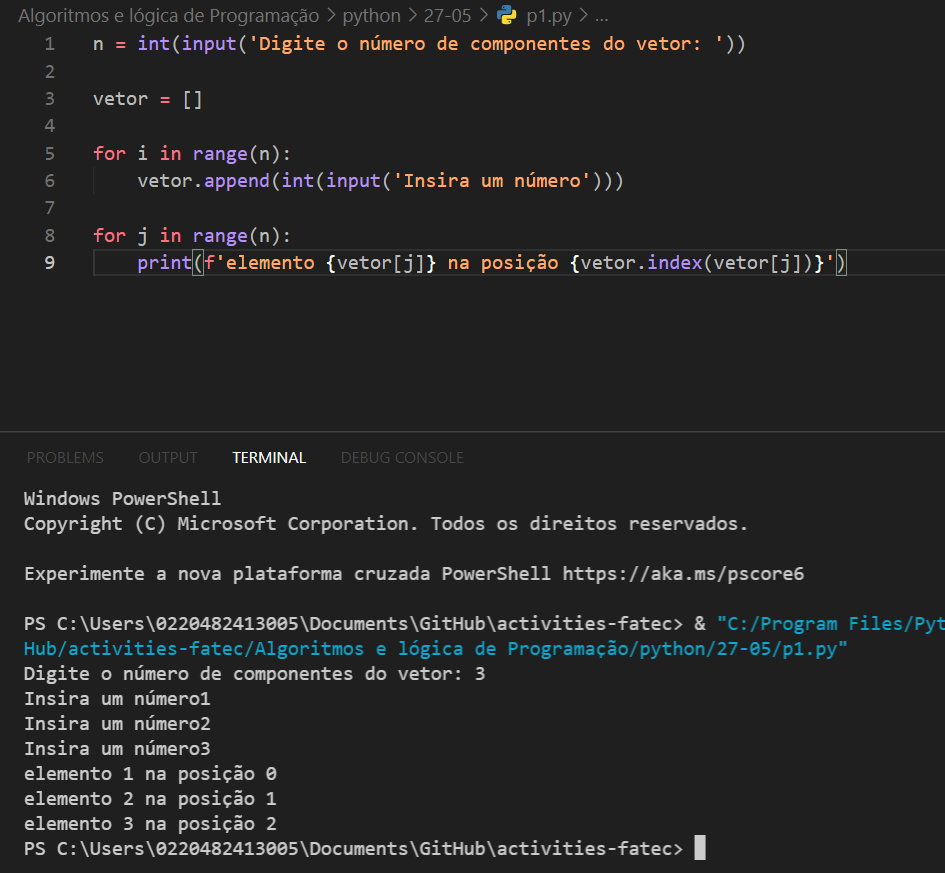 Algoritmos e lógica de Programação > python > 27-05 > p1.py > ...
1 n = int(input('Digite o número de componentes do vetor: '))
2
3 vetor = []
4
5 for i in range(n):
6     vetor.append(int(input('Insira um número')))
7
8 for j in range(n):
9     print(f'elemento {vetor[j]} na posição {vetor.index(vetor[j])}')
PROBLEMS OUTPUT TERMINAL DEBUG CONSOLE
Windows PowerShell
Copyright (C) Microsoft Corporation. Todos os direitos reservados.
Experimente a nova plataforma cruzada PowerShell https://aka.ms/pscore6
PS C:\Users\0220482413005\Documents\GitHub\activities-fatec> & "C:/Program Files/Pyt
Hub/activities-fatec/Algoritmos e lógica de Programação/python/27-05/p1.py"
Digite o número de componentes do vetor: 3
Insira um número1
Insira um número2
Insira um número3
elemento 1 na posição 0
elemento 2 na posição 1
elemento 3 na posição 2
PS C:\Users\0220482413005\Documents\GitHub\activities-fatec>